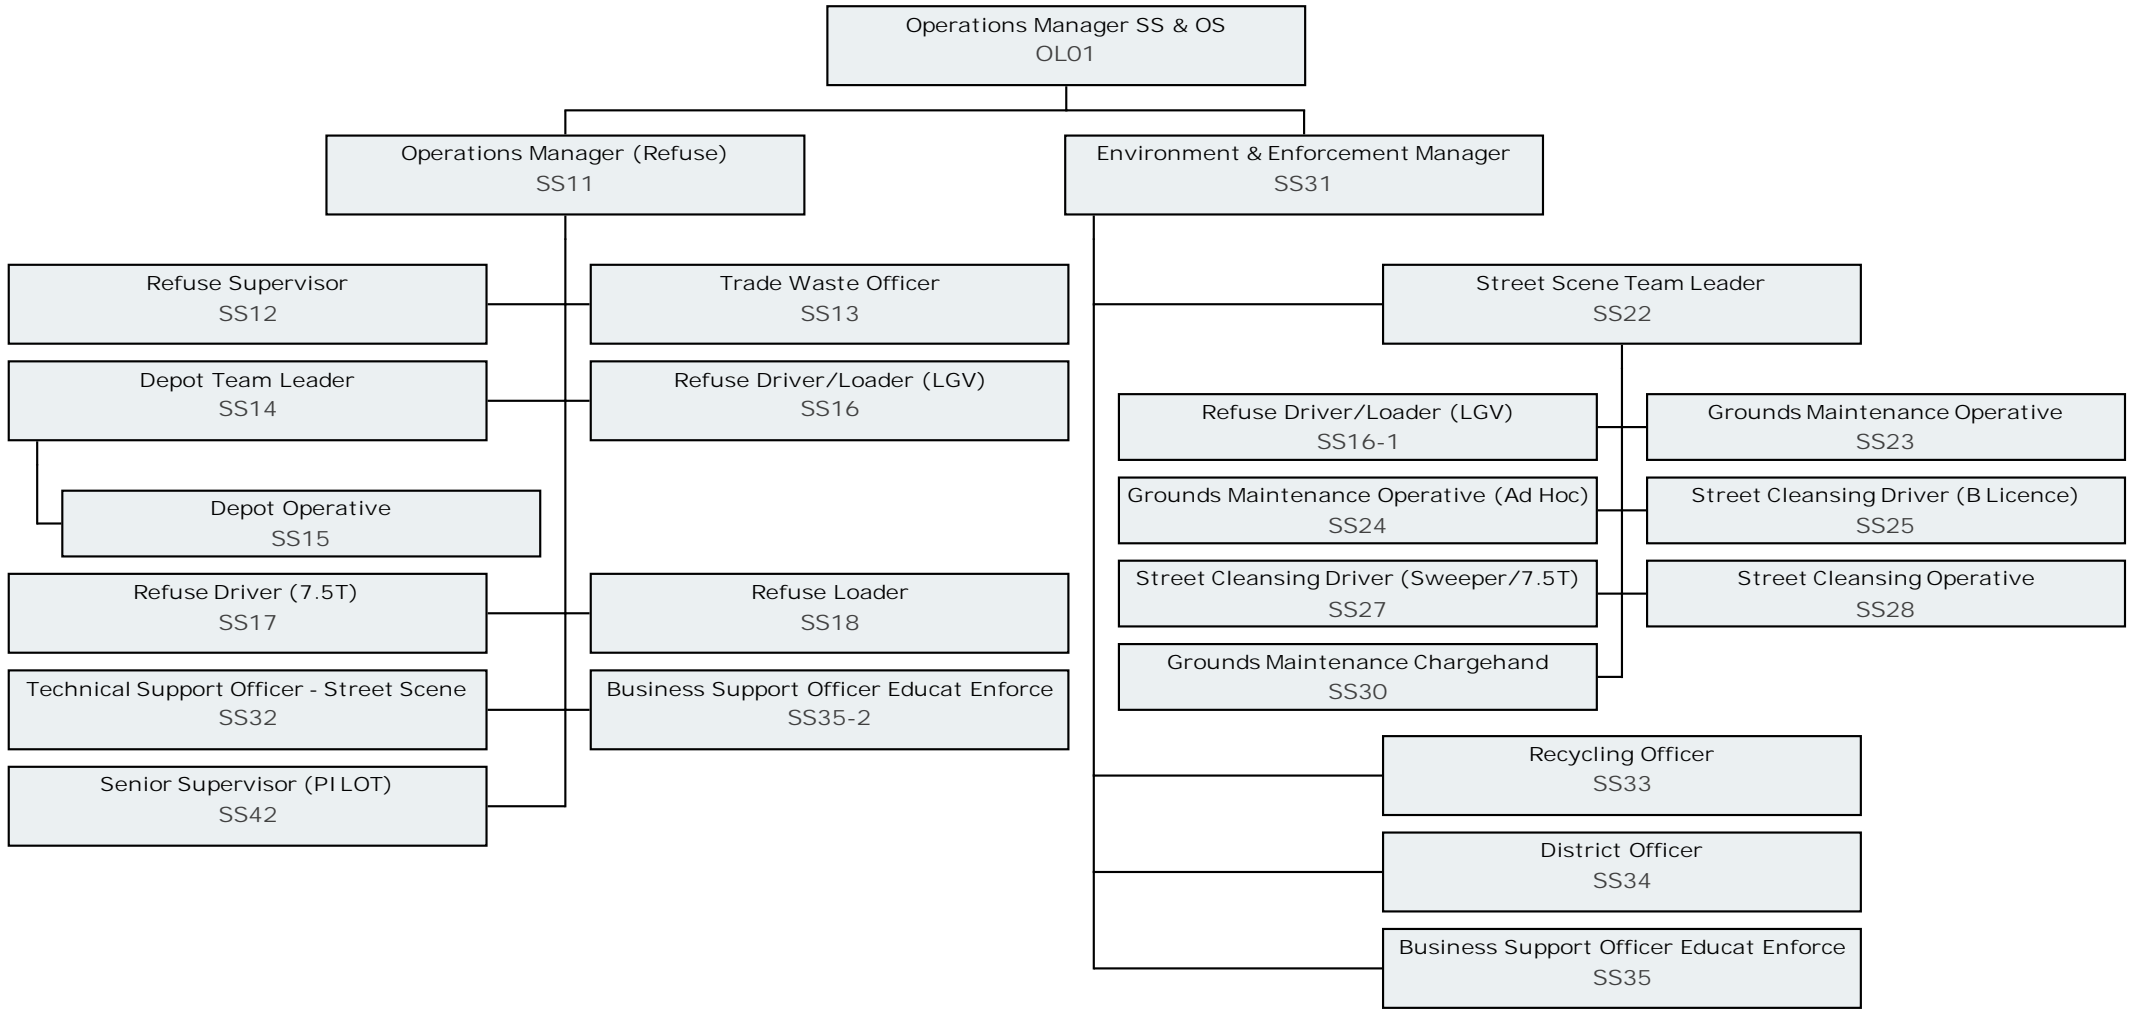 Operations Manager SS & OS
OL01
Operations Manager (Refuse)
SS11
Environment & Enforcement Manager
SS31
Refuse Supervisor
SS12
Trade Waste Officer
SS13
Depot Team Leader
SS14
Refuse Driver/Loader (LGV)
SS16
Depot Operative
SS15
Refuse Driver (7.5T)
SS17
Refuse Loader
SS18
Technical Support Officer - Street Scene
SS32
Business Support Officer Educat Enforce
SS35-2
Senior Supervisor (PILOT)
SS42
Street Scene Team Leader
SS22
Refuse Driver/Loader (LGV)
SS16-1
Grounds Maintenance Operative
SS23
Grounds Maintenance Operative (Ad Hoc)
SS24
Street Cleansing Driver (B Licence)
SS25
Street Cleansing Driver (Sweeper/7.5T)
SS27
Street Cleansing Operative
SS28
Grounds Maintenance Chargehand
SS30
Recycling Officer
SS33
District Officer
SS34
Business Support Officer Educat Enforce
SS35